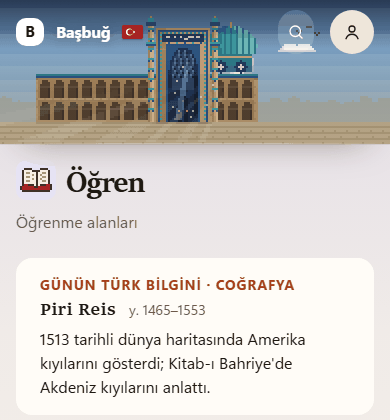 B Başbuğ
Öğren
Öğrenme alanları
GÜNÜN TÜRK BİLGİNİ · COĞRAFYA
Piri Reis y. 1465–1553
1513 tarihli dünya haritasında Amerika
kıyılarını gösterdi; Kitab-ı Bahriye'de
Akdeniz kıyılarını anlattı.